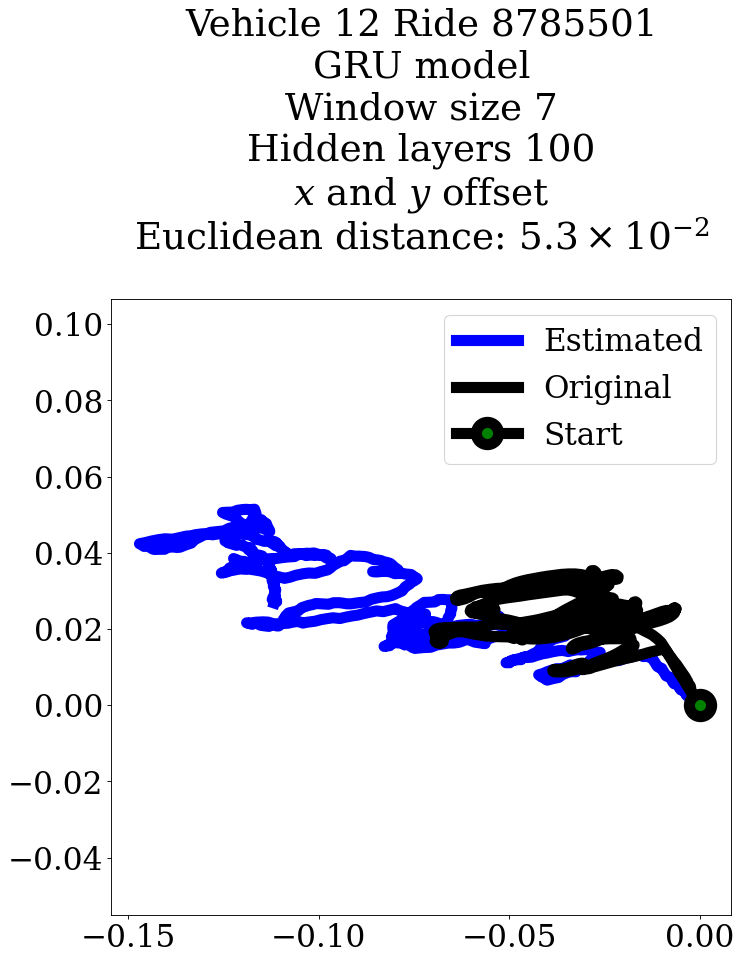 Vehicle 12 Ride 8785501
GRU model
Window size 7
Hidden layers 100
x and y offset
Euclidean distance: 5.3 × 10⁻²
Estimated
Original
Start
0.10
0.08
0.06
0.04
0.02
0.00
−0.02
−0.04
−0.15 −0.10 −0.05 0.00